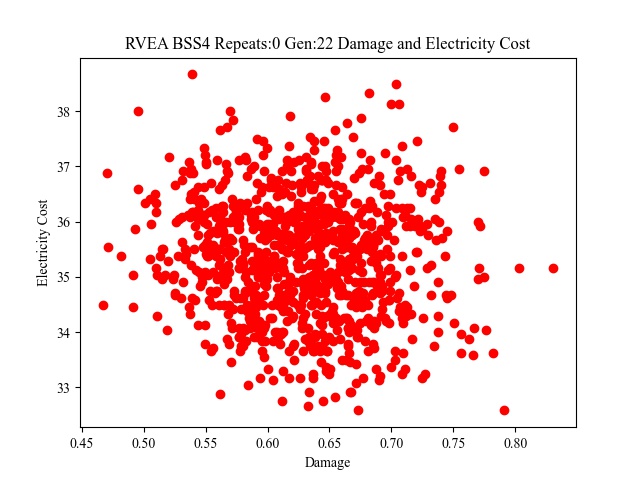 RVEA BSS4 Repeats:0 Gen:22 Damage and Electricity Cost
38
37
36
35
34
33
Electricity Cost
0.45 0.50 0.55 0.60 0.65 0.70 0.75 0.80
Damage